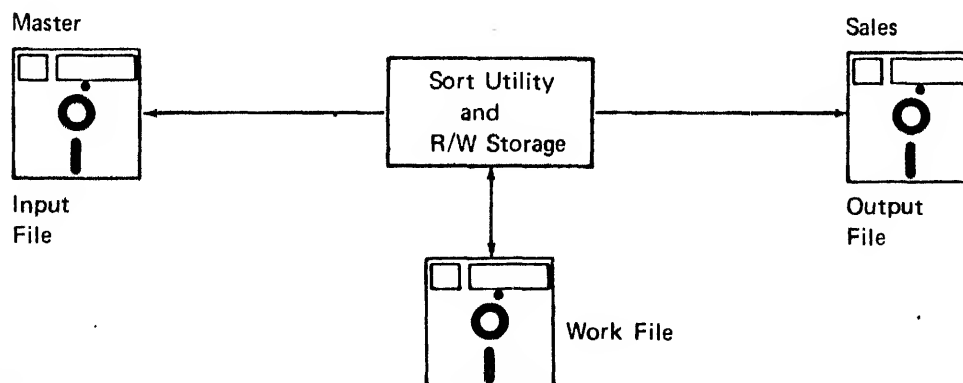 Master
Sales
Sort Utility
and
R/W Storage
Input
File
Output
File
Work File